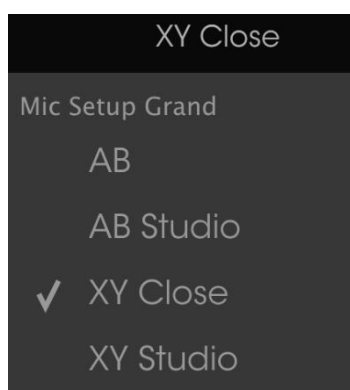 XY Close
Mic Setup Grand
AB
AB Studio
XY Close
XY Studio